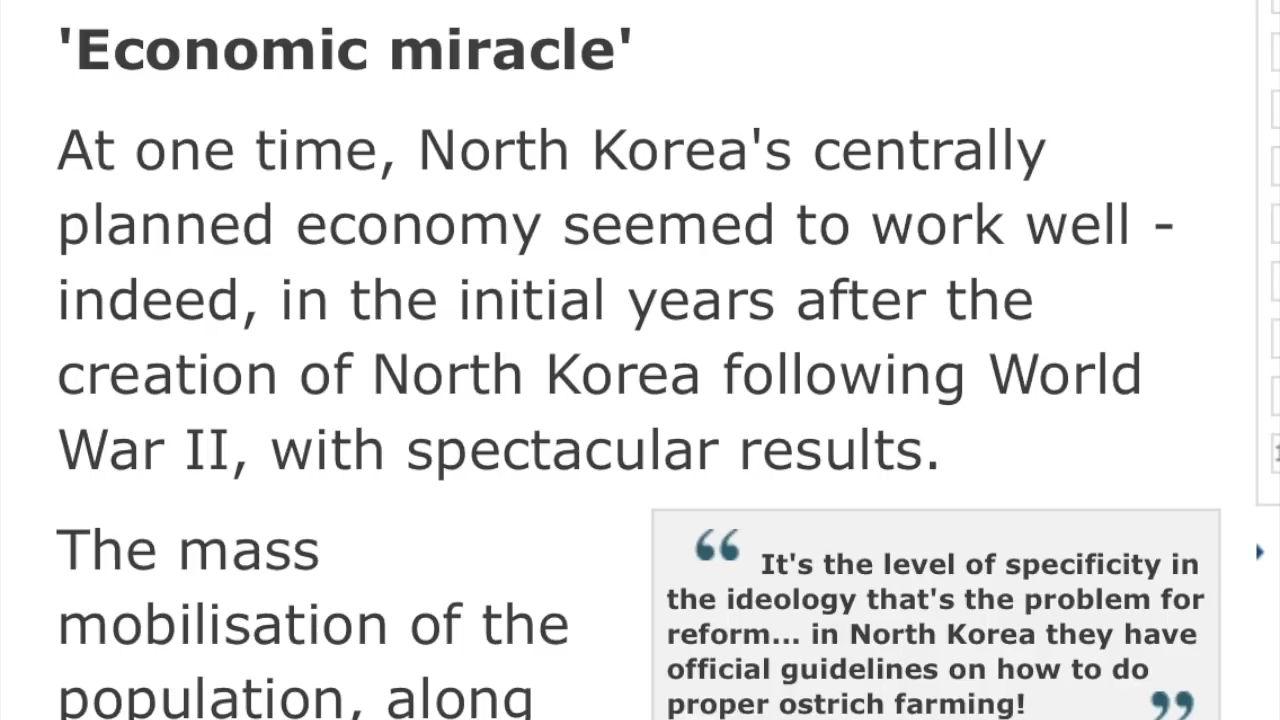 'Economic miracle'
At one time, North Korea's centrally
planned economy seemed to work well -
indeed, in the initial years after the
creation of North Korea following World
War II, with spectacular results.
The mass
mobilisation of the
population, along
“ It's the level of specificity in
the ideology that's the problem for
reform... in North Korea they have
official guidelines on how to do
proper ostrich farming! ”